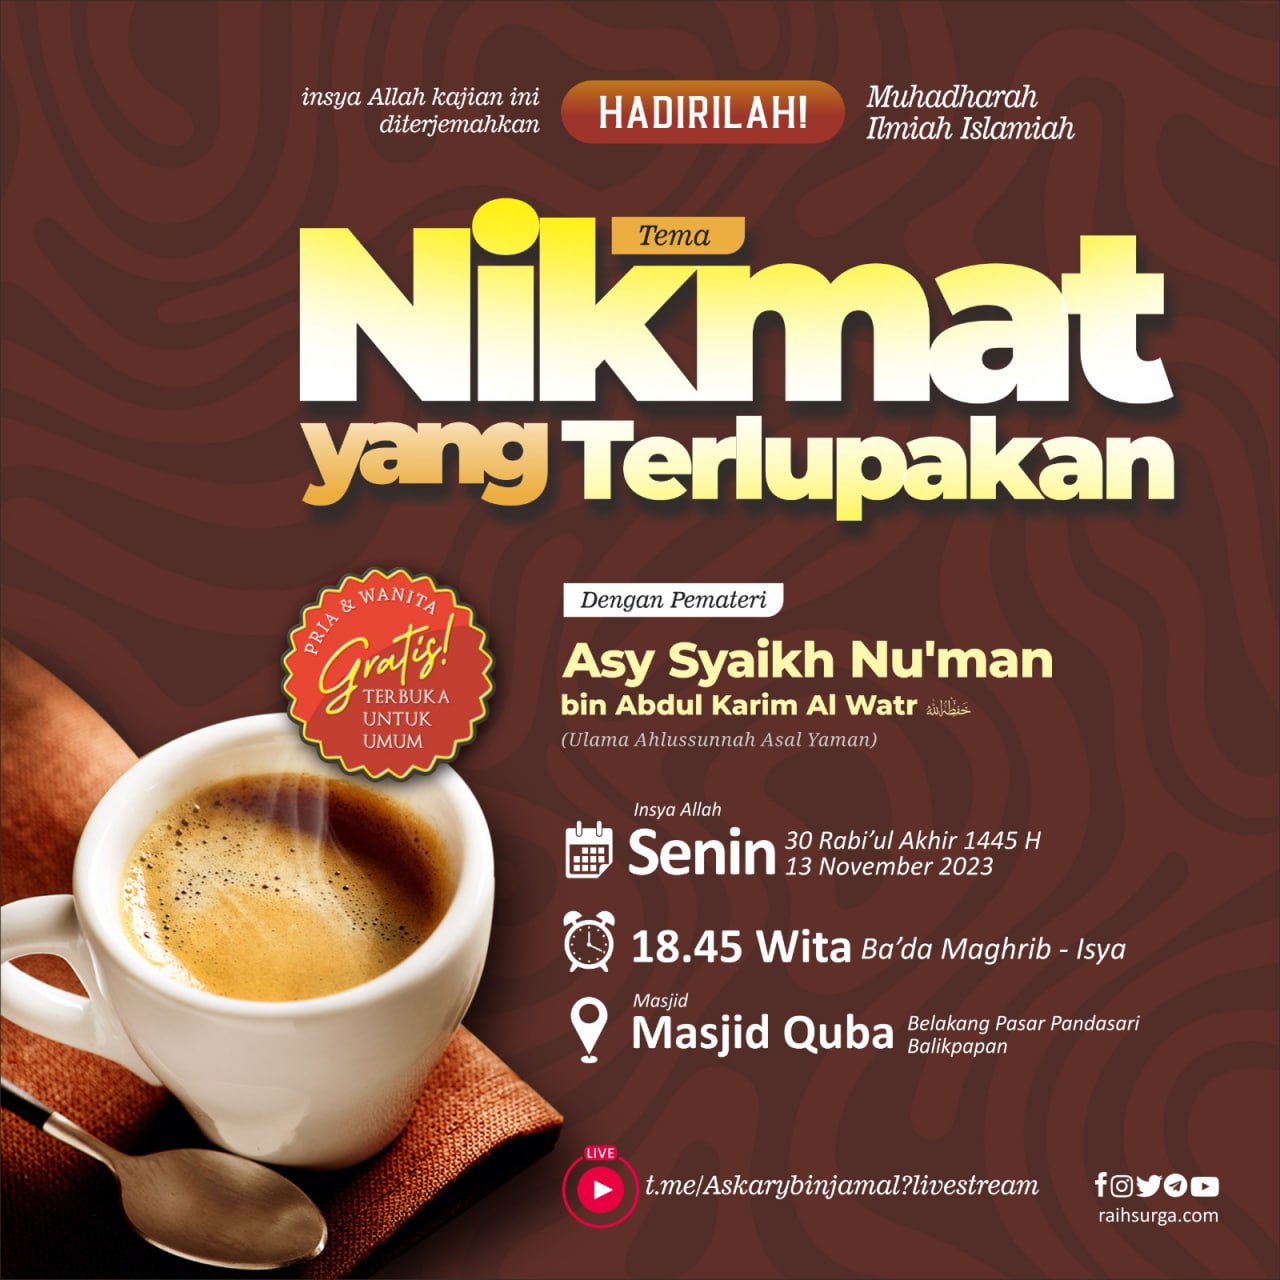 insya Allah kajian ini
diterjemahkan
HADIRILAH!
Muhadharah
Ilmiah Islamiah
Tema
Nikmat
yang Terlupakan
PRIA & WANITA
Gratis!
TERBUKA
UNTUK
UMUM
Dengan Pemateri
Asy Syaikh Nu'man
bin Abdul Karim Al Watr حفظه الله
(Ulama Ahlussunnah Asal Yaman)
Insya Allah
Senin
30 Rabi’ul Akhir 1445 H
13 November 2023
18.45 Wita Ba’da Maghrib - Isya
Masjid
Masjid Quba
Belakang Pasar Pandasari
Balikpapan
LIVE
t.me/Askarybinjamal?livestream
raihsurga.com